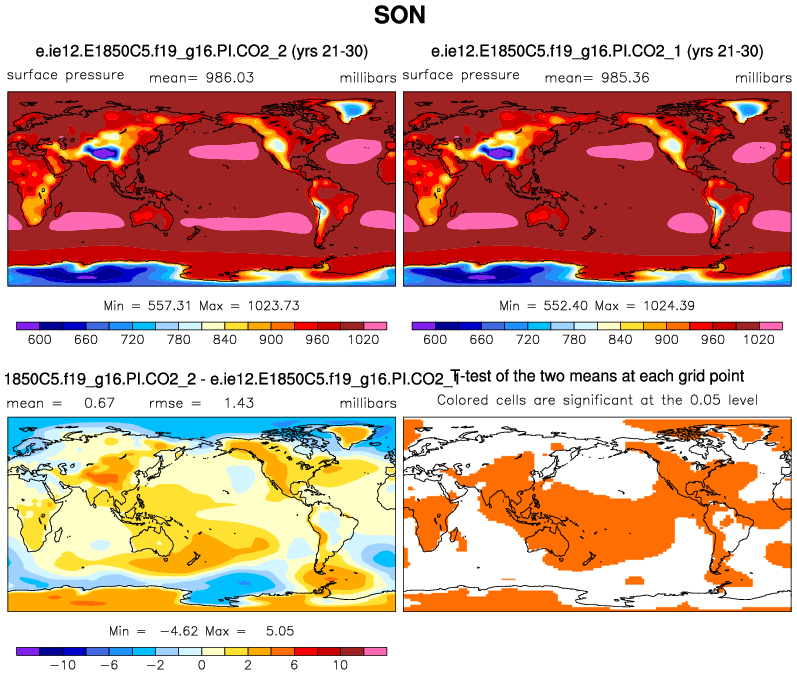 SON
e.ie12.E1850C5.f19_g16.PI.CO2_2 (yrs 21-30)
surface pressure mean= 986.03 millibars
Min = 557.31 Max = 1023.73
600 660 720 780 840 900 960 1020
e.ie12.E1850C5.f19_g16.PI.CO2_1 (yrs 21-30)
surface pressure mean= 985.36 millibars
Min = 552.40 Max = 1024.39
600 660 720 780 840 900 960 1020
1850C5.f19_g16.PI.CO2_2 - e.ie12.E1850C5.f19_g16.PI.CO2_1
mean = 0.67 rmse = 1.43 millibars
Min = -4.62 Max = 5.05
-10 -6 -2 0 2 6 10
T-test of the two means at each grid point
Colored cells are significant at the 0.05 level